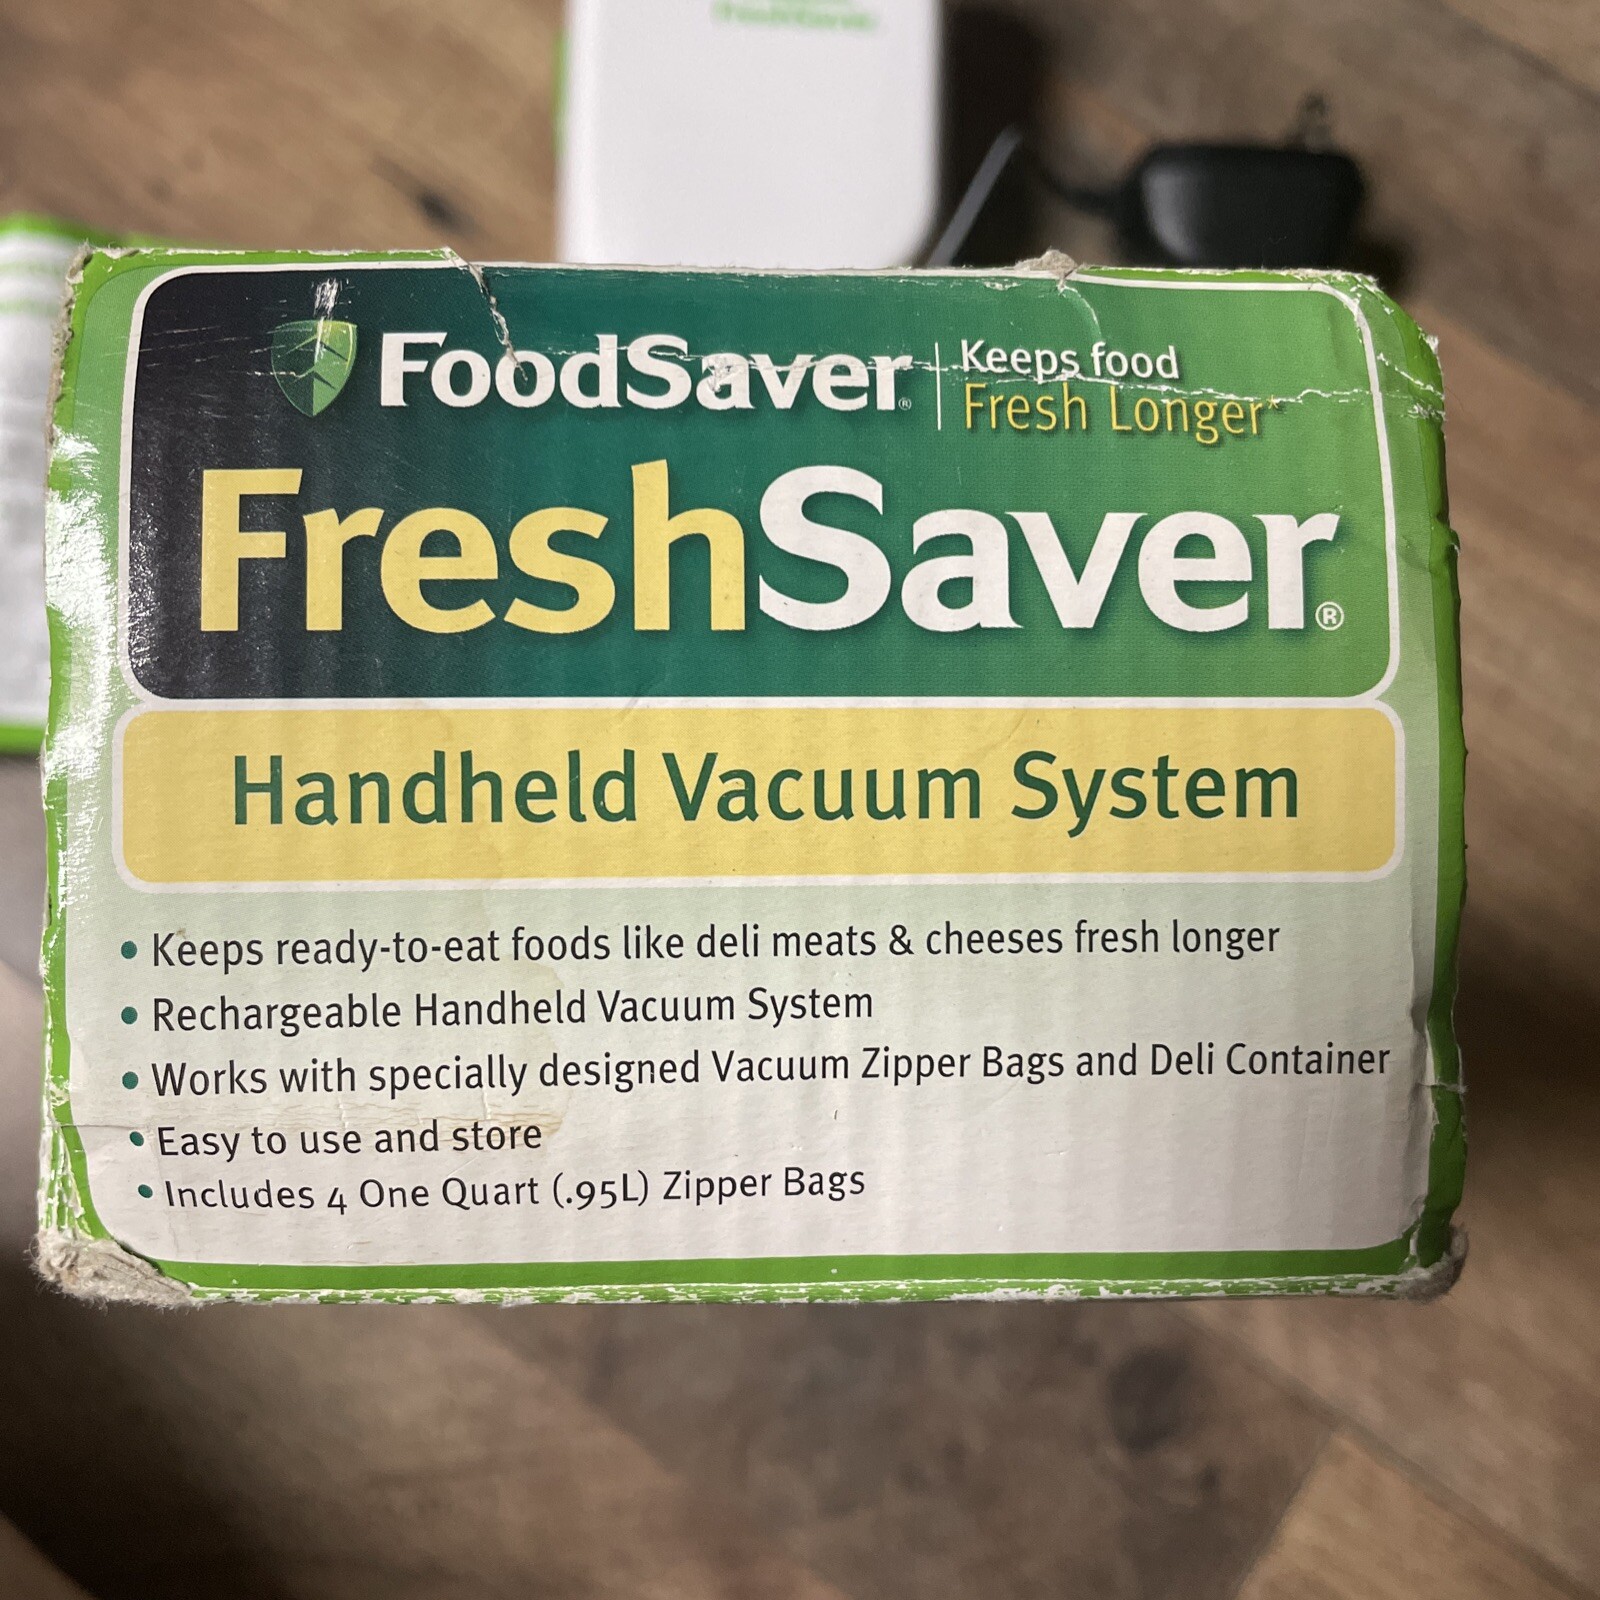 FoodSaver® Keeps food
Fresh Longer*
FreshSaver®
Handheld Vacuum System
• Keeps ready-to-eat foods like deli meats & cheeses fresh longer
• Rechargeable Handheld Vacuum System
• Works with specially designed Vacuum Zipper Bags and Deli Container
• Easy to use and store
• Includes 4 One Quart (.95L) Zipper Bags